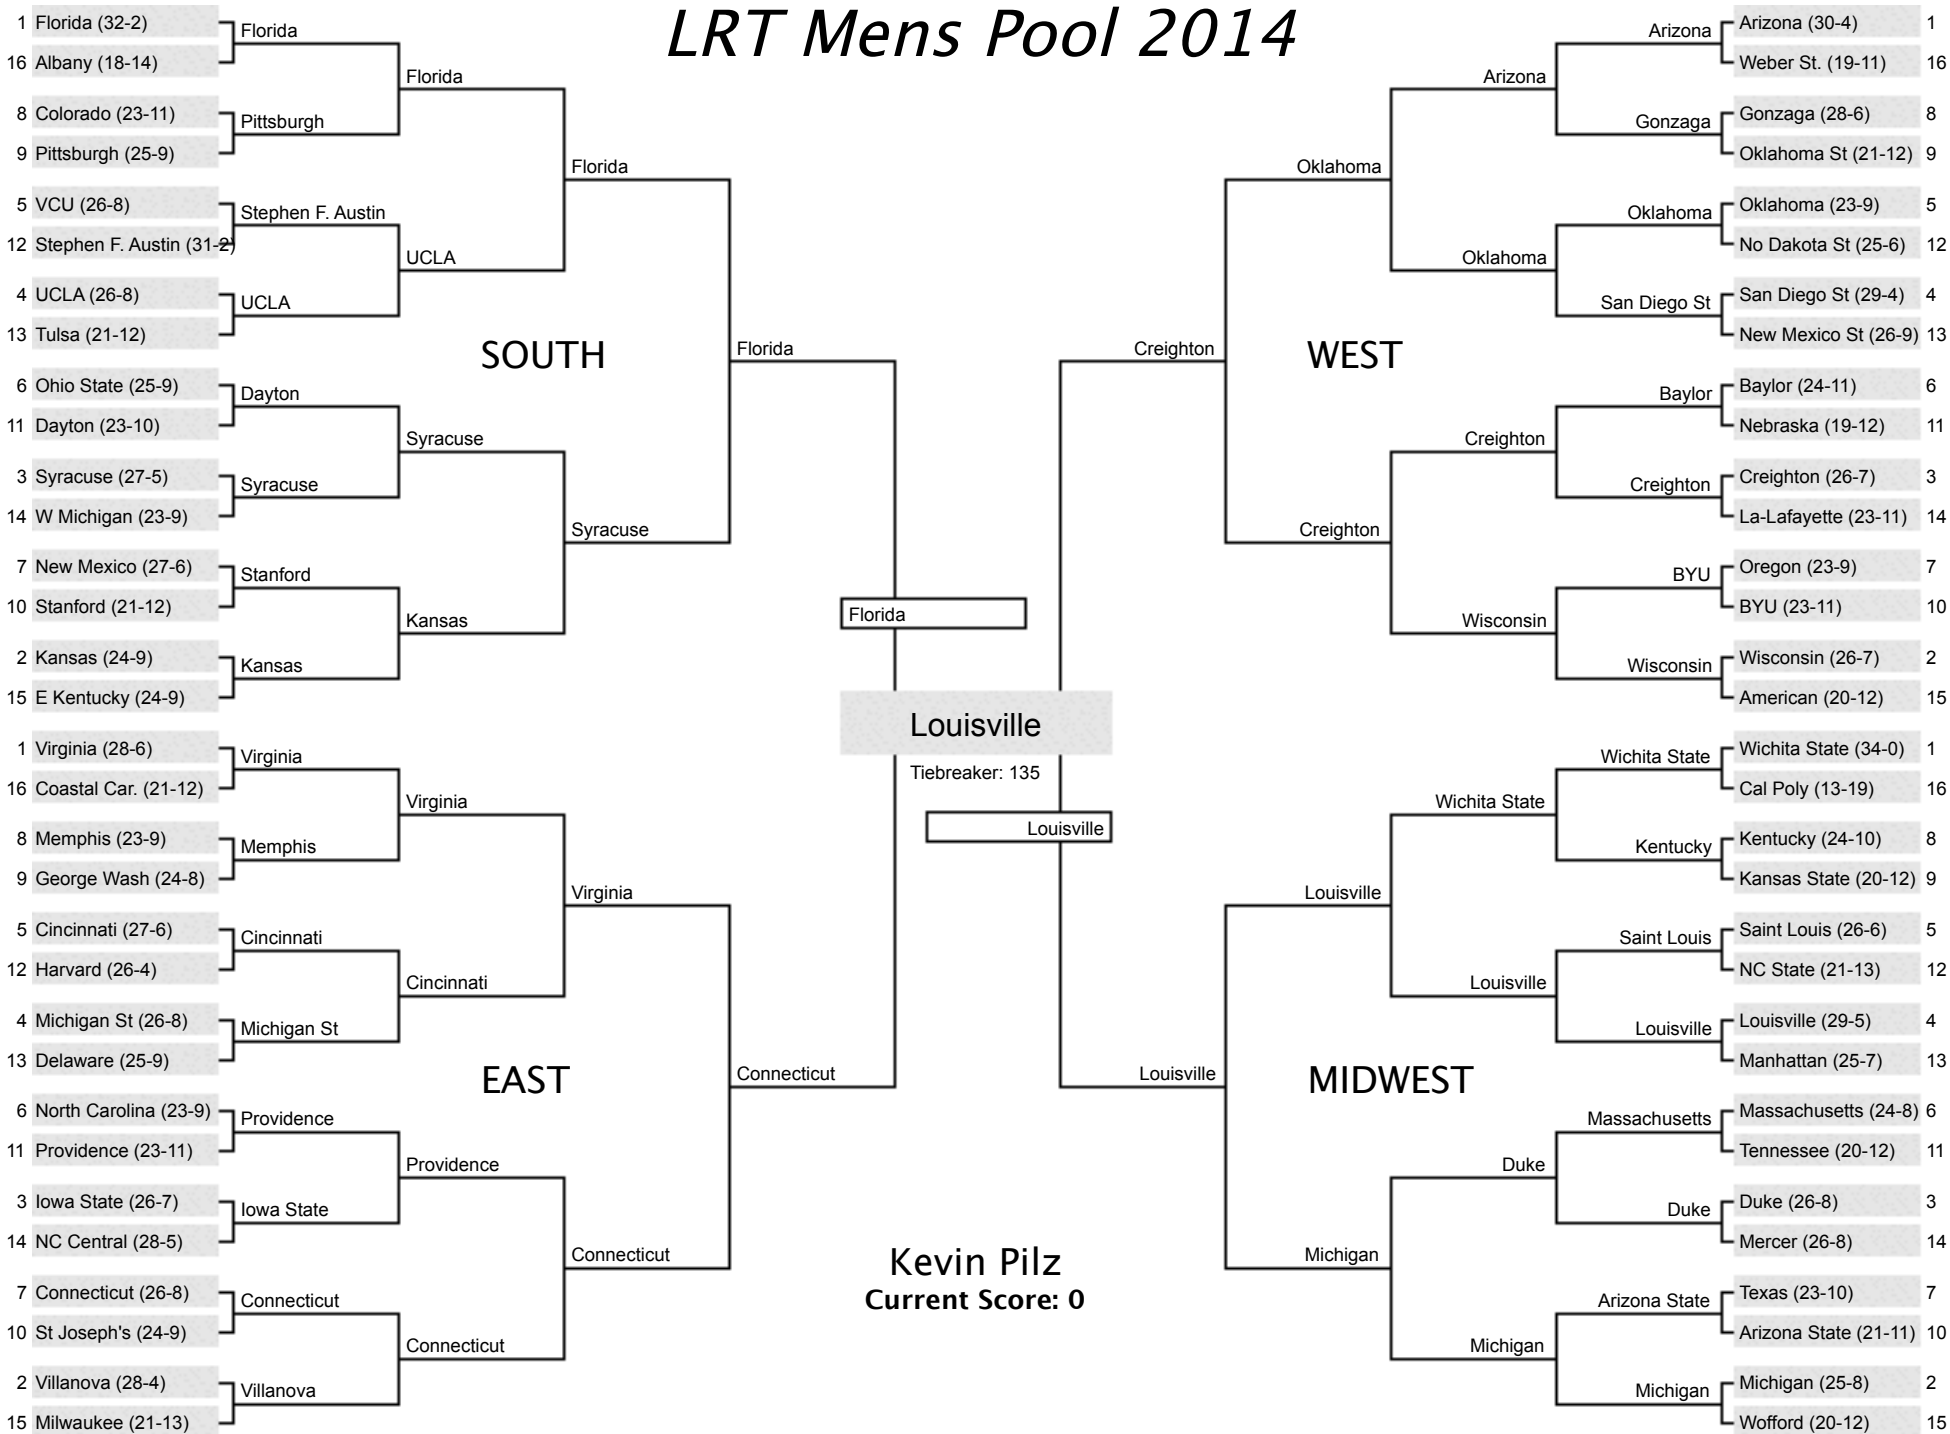 LRT Mens Pool 2014
1 Florida (32-2)
Florida
16 Albany (18-14)
Florida
8 Colorado (23-11)
Pittsburgh
9 Pittsburgh (25-9)
Florida
5 VCU (26-8)
Stephen F. Austin
12 Stephen F. Austin (31-2)
UCLA
4 UCLA (26-8)
UCLA
13 Tulsa (21-12)
SOUTH
Florida
6 Ohio State (25-9)
Dayton
11 Dayton (23-10)
Syracuse
3 Syracuse (27-5)
Syracuse
14 W Michigan (23-9)
Syracuse
7 New Mexico (27-6)
Stanford
10 Stanford (21-12)
Kansas
2 Kansas (24-9)
Kansas
15 E Kentucky (24-9)
1 Virginia (28-6)
Virginia
16 Coastal Car. (21-12)
Virginia
8 Memphis (23-9)
Memphis
9 George Wash (24-8)
Virginia
5 Cincinnati (27-6)
Cincinnati
12 Harvard (26-4)
Cincinnati
4 Michigan St (26-8)
Michigan St
13 Delaware (25-9)
EAST
Connecticut
6 North Carolina (23-9)
Providence
11 Providence (23-11)
Providence
3 Iowa State (26-7)
Iowa State
14 NC Central (28-5)
Connecticut
7 Connecticut (26-8)
Connecticut
10 St Joseph's (24-9)
Connecticut
2 Villanova (28-4)
Villanova
15 Milwaukee (21-13)
Florida
Louisville
Tiebreaker: 135
Louisville
Kevin Pilz
Current Score: 0
Arizona (30-4) 1
Arizona
Weber St. (19-11) 16
Arizona
Gonzaga (28-6) 8
Gonzaga
Oklahoma St (21-12) 9
Oklahoma
Oklahoma (23-9) 5
Oklahoma
No Dakota St (25-6) 12
Oklahoma
San Diego St (29-4) 4
San Diego St
New Mexico St (26-9) 13
Creighton
WEST
Baylor (24-11) 6
Baylor
Nebraska (19-12) 11
Creighton
Creighton (26-7) 3
Creighton
La-Lafayette (23-11) 14
Creighton
Oregon (23-9) 7
BYU
BYU (23-11) 10
Wisconsin
Wisconsin (26-7) 2
Wisconsin
American (20-12) 15
Wichita State (34-0) 1
Wichita State
Cal Poly (13-19) 16
Wichita State
Kentucky (24-10) 8
Kentucky
Kansas State (20-12) 9
Louisville
Saint Louis (26-6) 5
Saint Louis
NC State (21-13) 12
Louisville
Louisville (29-5) 4
Louisville
Manhattan (25-7) 13
Louisville
MIDWEST
Massachusetts (24-8) 6
Massachusetts
Tennessee (20-12) 11
Duke
Duke (26-8) 3
Duke
Mercer (26-8) 14
Michigan
Texas (23-10) 7
Arizona State
Arizona State (21-11) 10
Michigan
Michigan (25-8) 2
Michigan
Wofford (20-12) 15